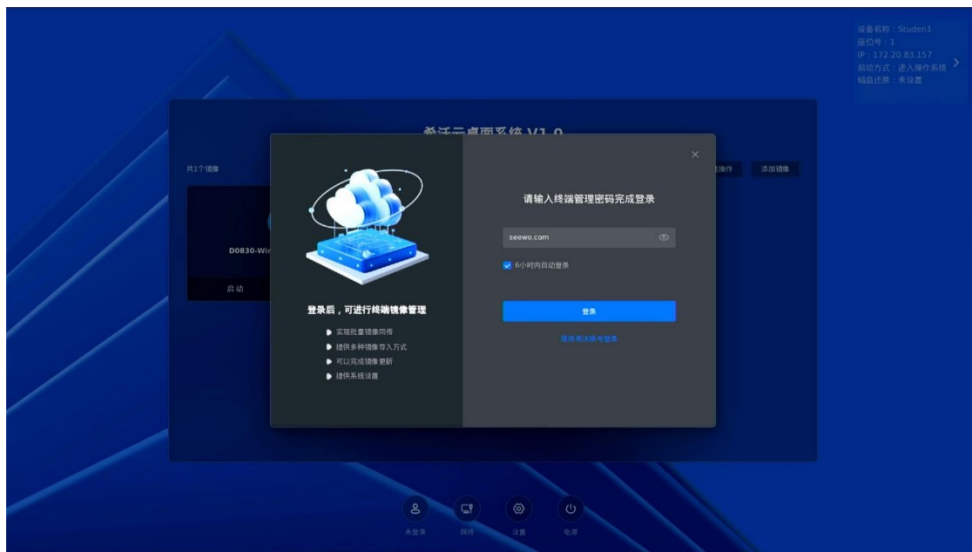 设备名称：Studen1
座位号：1
IP：172.20.83.157
启动方式：进入操作系统
磁盘还原：未设置
希沃云桌面系统 V1.0
共1个镜像
操作
添加镜像
D0830-Win
启动
登录后，可进行终端镜像管理
实现批量镜像同传
提供多种镜像导入方式
可以完成镜像更新
提供系统设置
请输入终端管理密码完成登录
seewo.com
6小时内自动登录
登录
使用希沃账号登录
未登录
网络
设置
电源